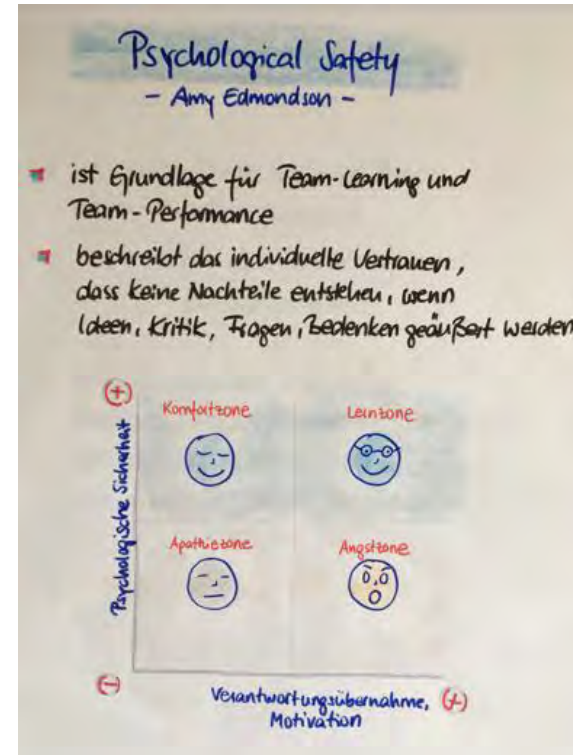 Psychological Safety
- Amy Edmondson -
ist Grundlage für Team-Learning und
Team-Performance
beschreibt das individuelle Vertrauen,
dass keine Nachteile entstehen, wenn
Ideen, Kritik, Fragen, Bedenken geäußert werden
(+)
Komfortzone
Lernzone
Psychologische Sicherheit
Apathiezone
Angstzone
(-)
Verantwortungsübernahme, (+)
Motivation